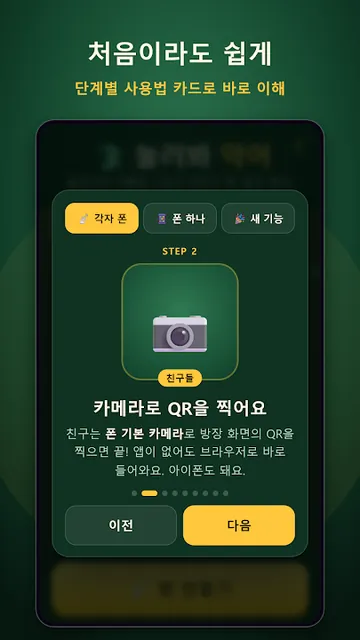 처음이라도 쉽게
단계별 사용법 카드로 바로 이해
각자 폰
폰 하나
새 기능
STEP 2
친구들
카메라로 QR을 찍어요
친구는 폰 기본 카메라로 방장 화면의 QR을
찍으면 끝! 앱이 없어도 브라우저로 바로
들어와요. 아이폰도 돼요.
이전
다음